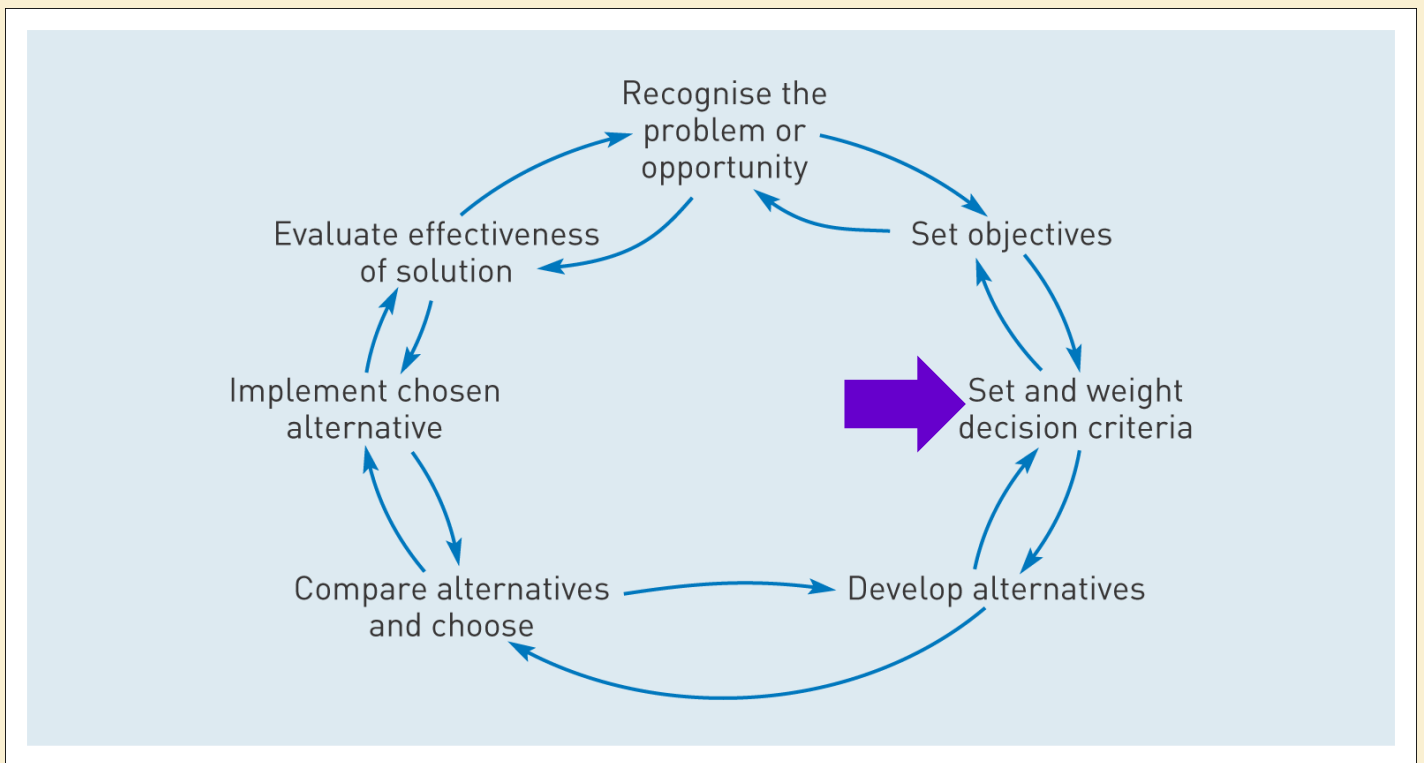 Recognise the
problem or
opportunity
Set objectives
Set and weight
decision criteria
Develop alternatives
Compare alternatives
and choose
Implement chosen
alternative
Evaluate effectiveness
of solution